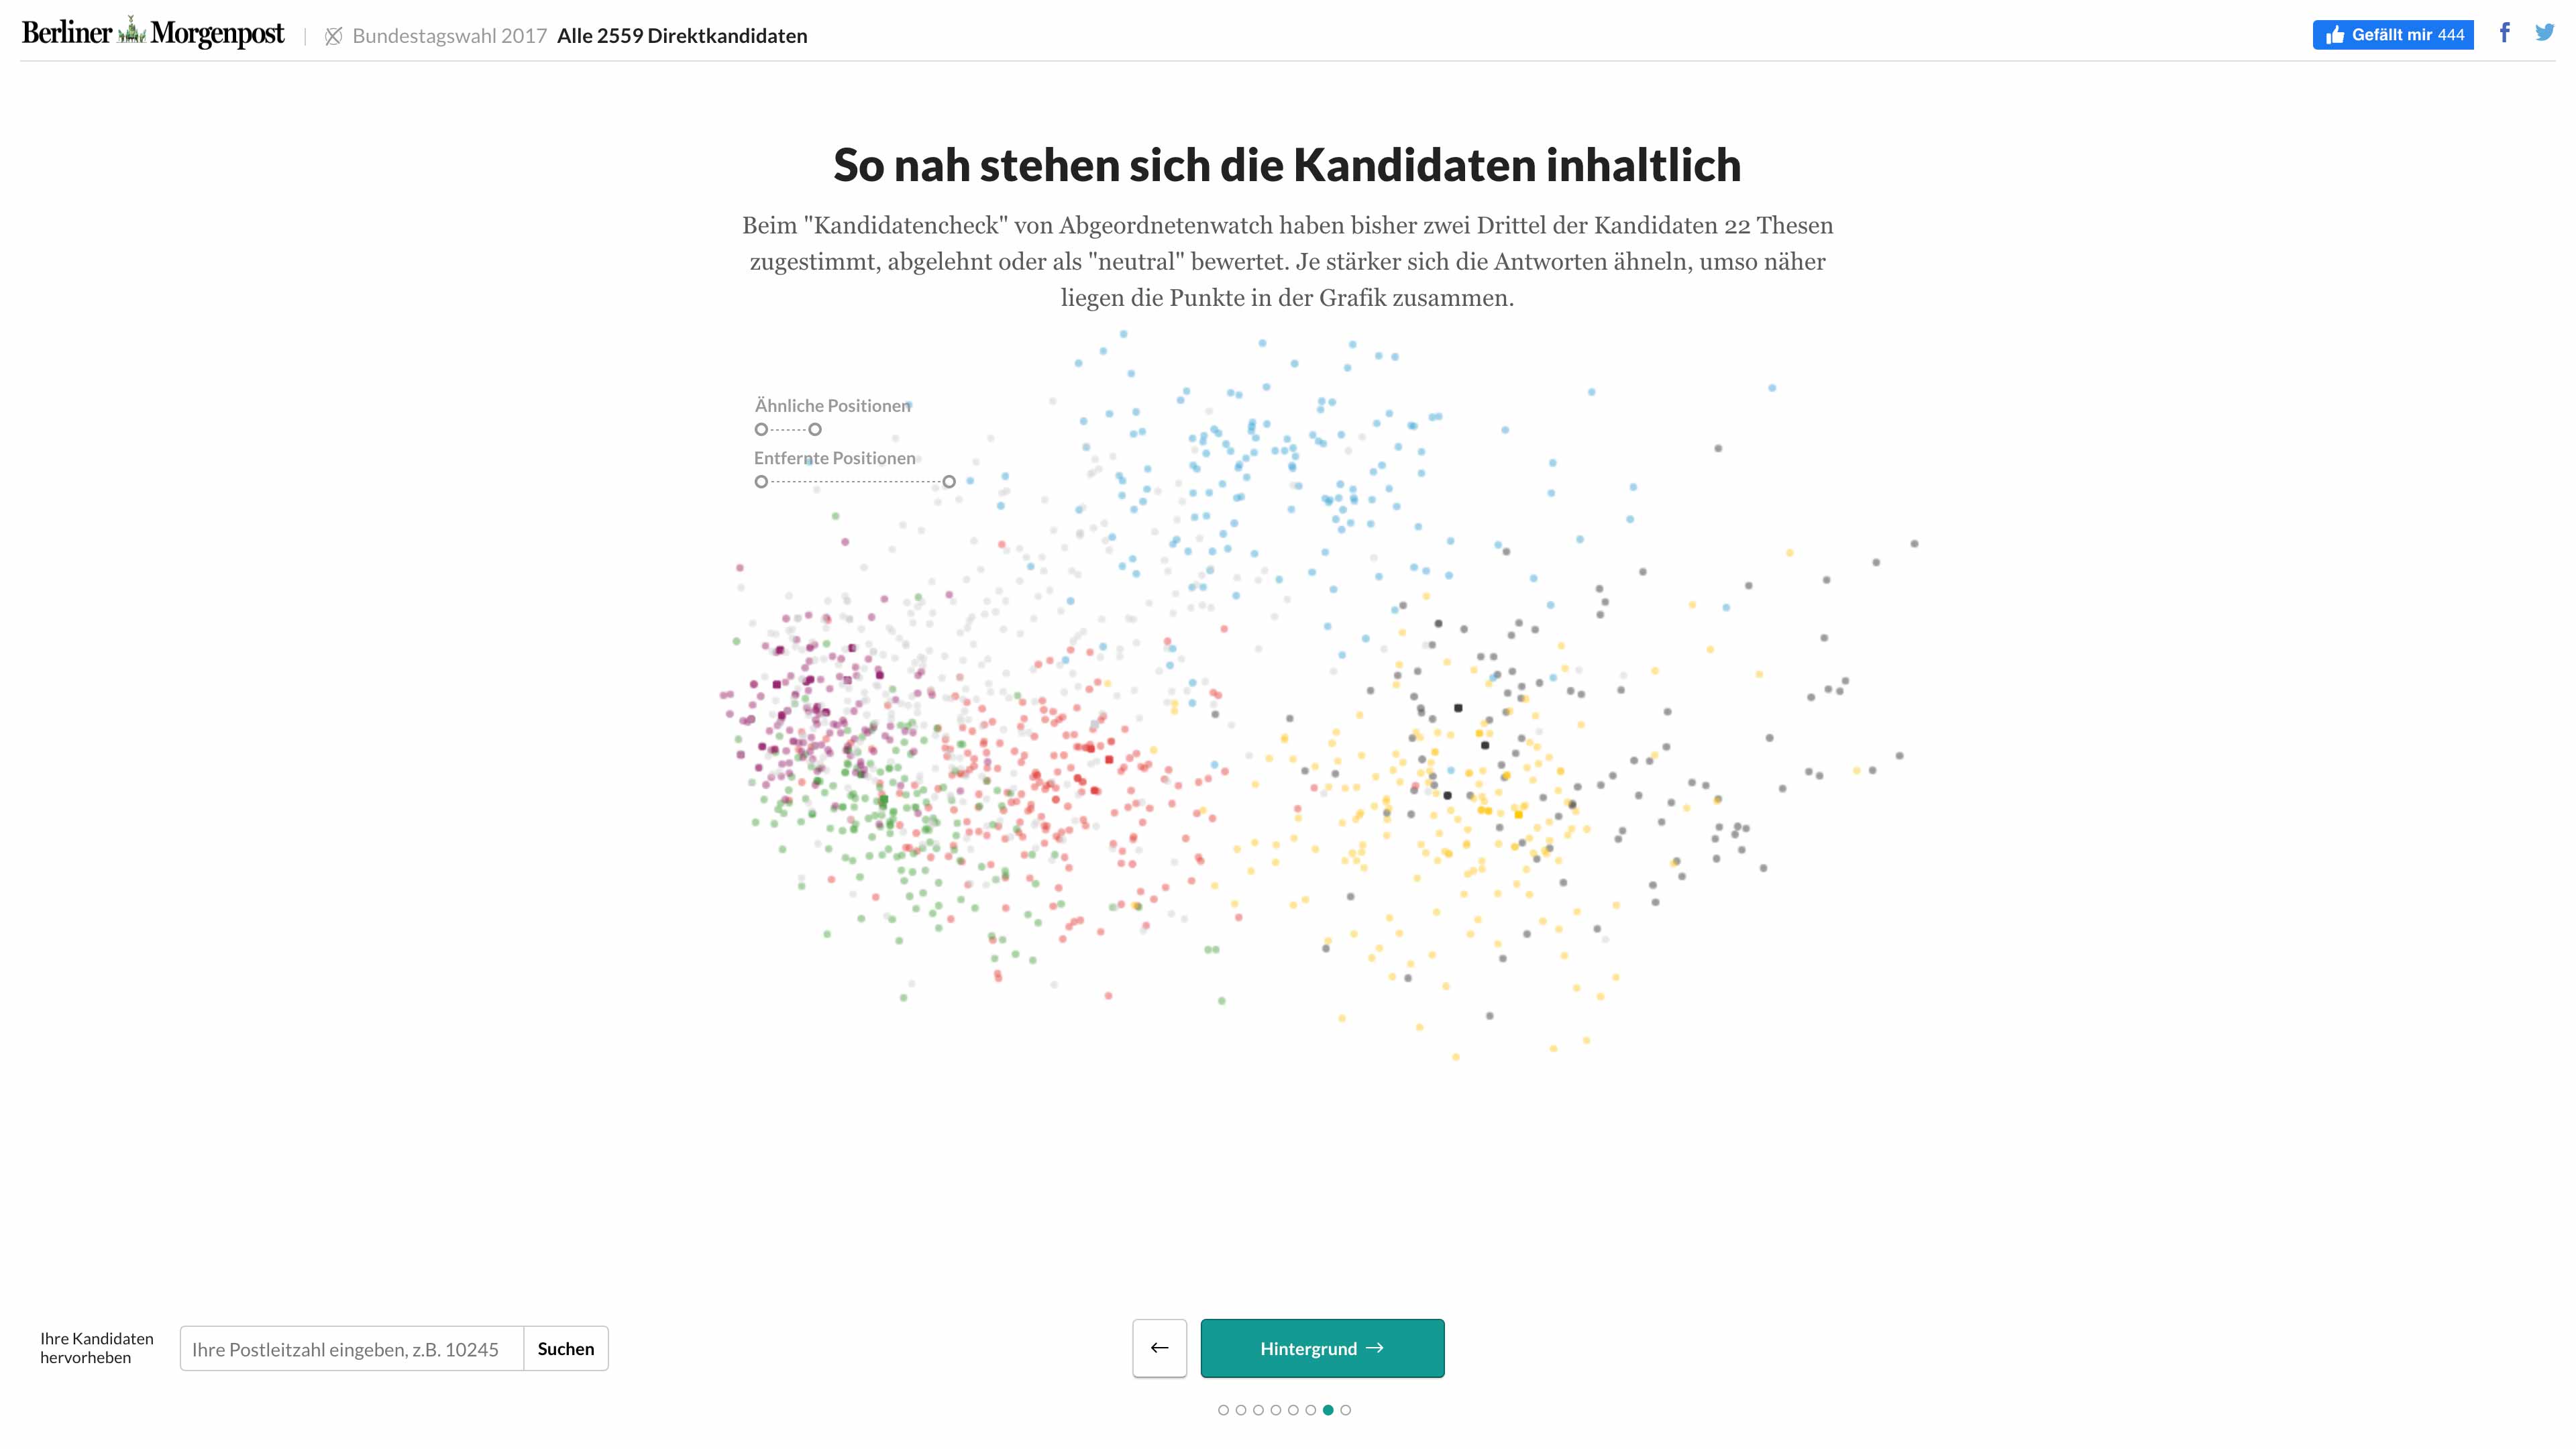 Berliner Morgenpost
Bundestagswahl 2017 Alle 2559 Direktkandidaten
Gefällt mir 444
So nah stehen sich die Kandidaten inhaltlich
Beim "Kandidatencheck" von Abgeordnetenwatch haben bisher zwei Drittel der Kandidaten 22 Thesen
zugestimmt, abgelehnt oder als "neutral" bewertet. Je stärker sich die Antworten ähneln, umso näher
liegen die Punkte in der Grafik zusammen.
Ähnliche Positionen
Entfernte Positionen
Ihre Kandidaten
hervorheben
Ihre Postleitzahl eingeben, z.B. 10245
Suchen
← 
Hintergrund →